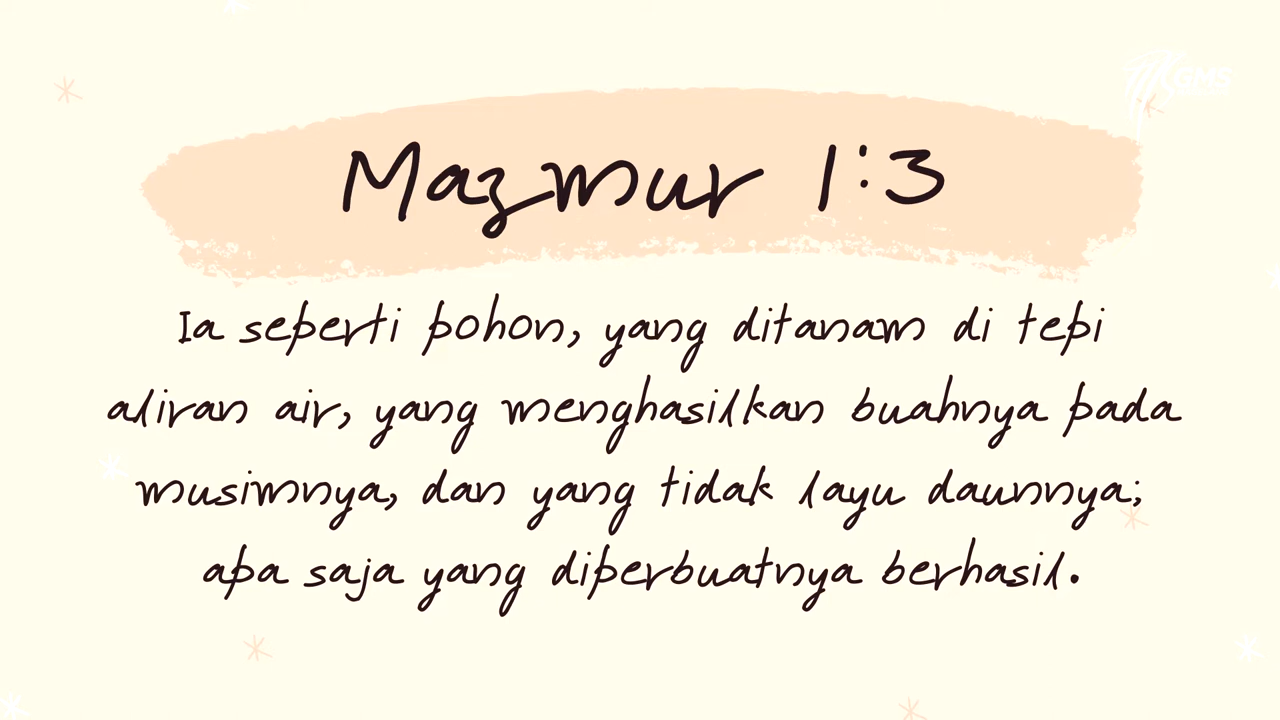 GMS
Mazmur 1:3
Ia seperti pohon, yang ditanam di tepi
aliran air, yang menghasilkan buahnya pada
musimnya, dan yang tidak layu daunnya;
apa saja yang diperbuatnya berhasil.